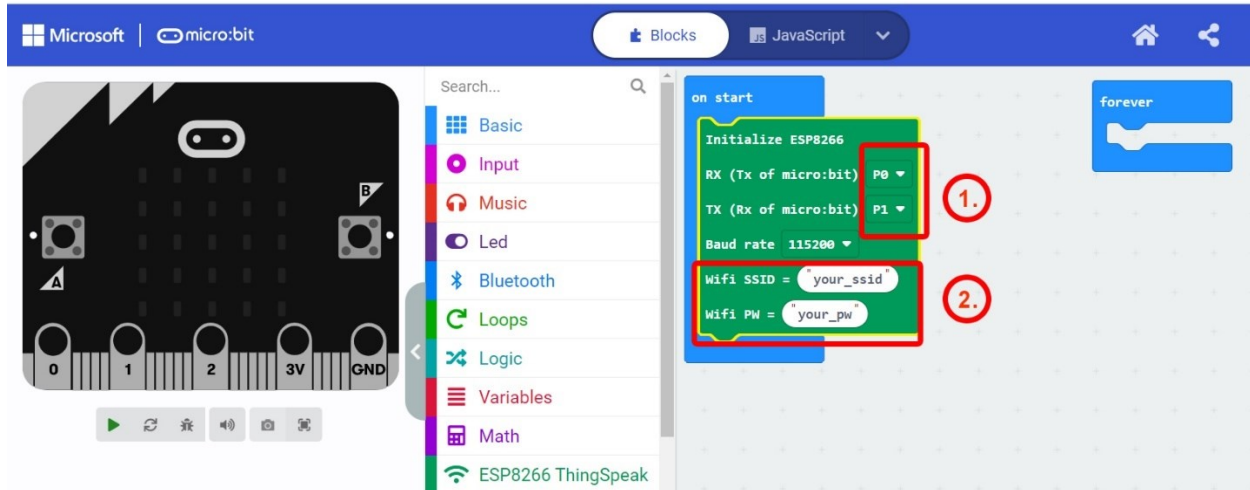 Microsoft micro:bit Blocks JS JavaScript
Search...
Basic
Input
Music
Led
Bluetooth
Loops
Logic
Variables
Math
ESP8266 ThingSpeak
B
A
0 1 2 3V GND
on start
Initialize ESP8266
RX (Tx of micro:bit) P0
TX (Rx of micro:bit) P1
Baud rate 115200
Wifi SSID = "your_ssid"
Wifi PW = "your_pw"
1.
2.
forever